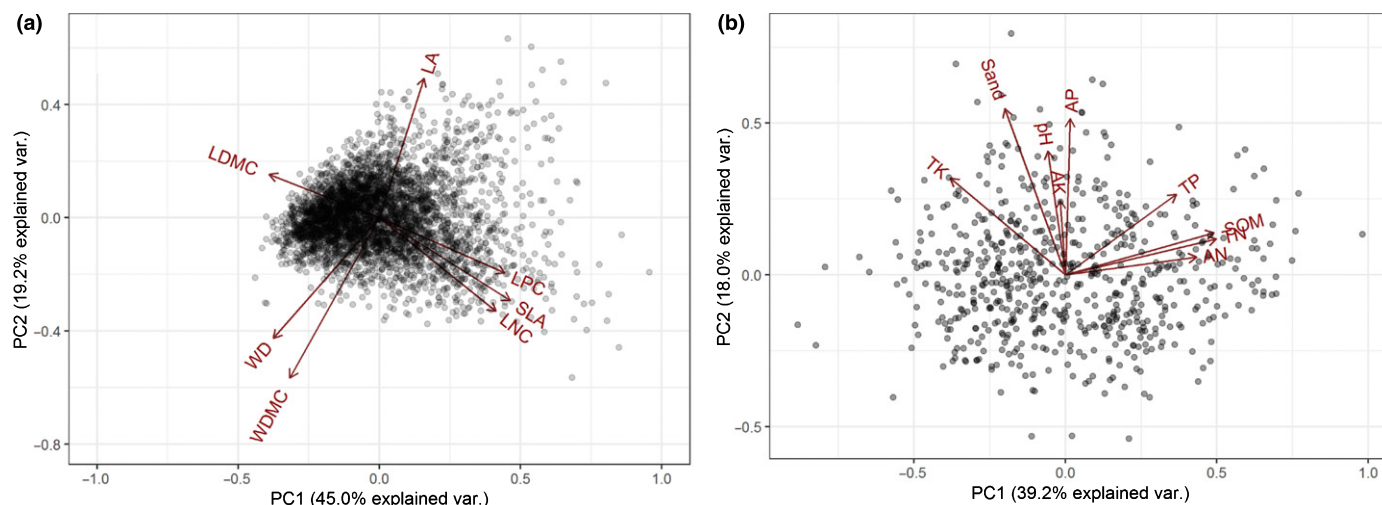 (a)
PC2 (19.2% explained var.)
0.4
0.0
−0.4
−0.8
LA
LDMC
LPC
SLA
LNC
WD
WDMC
−1.0
−0.5
0.0
0.5
1.0
PC1 (45.0% explained var.)
(b)
PC2 (18.0% explained var.)
0.5
0.0
−0.5
Sand
AP
pH
AK
TK
TP
SOM
TN
AN
−0.5
0.0
0.5
1.0
PC1 (39.2% explained var.)